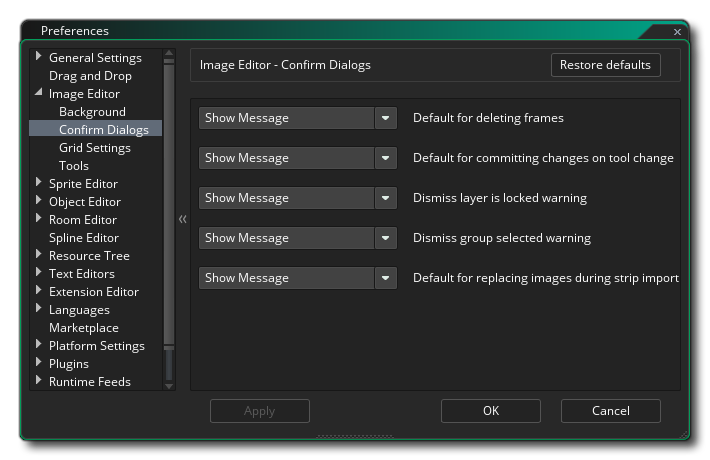 Preferences
General Settings
Drag and Drop
Image Editor
Background
Confirm Dialogs
Grid Settings
Tools
Sprite Editor
Object Editor
Room Editor
Spline Editor
Resource Tree
Text Editors
Extension Editor
Languages
Marketplace
Platform Settings
Plugins
Runtime Feeds
Image Editor - Confirm Dialogs
Restore defaults
Show Message Default for deleting frames
Show Message Default for committing changes on tool change
Show Message Dismiss layer is locked warning
Show Message Dismiss group selected warning
Show Message Default for replacing images during strip import
Apply OK Cancel